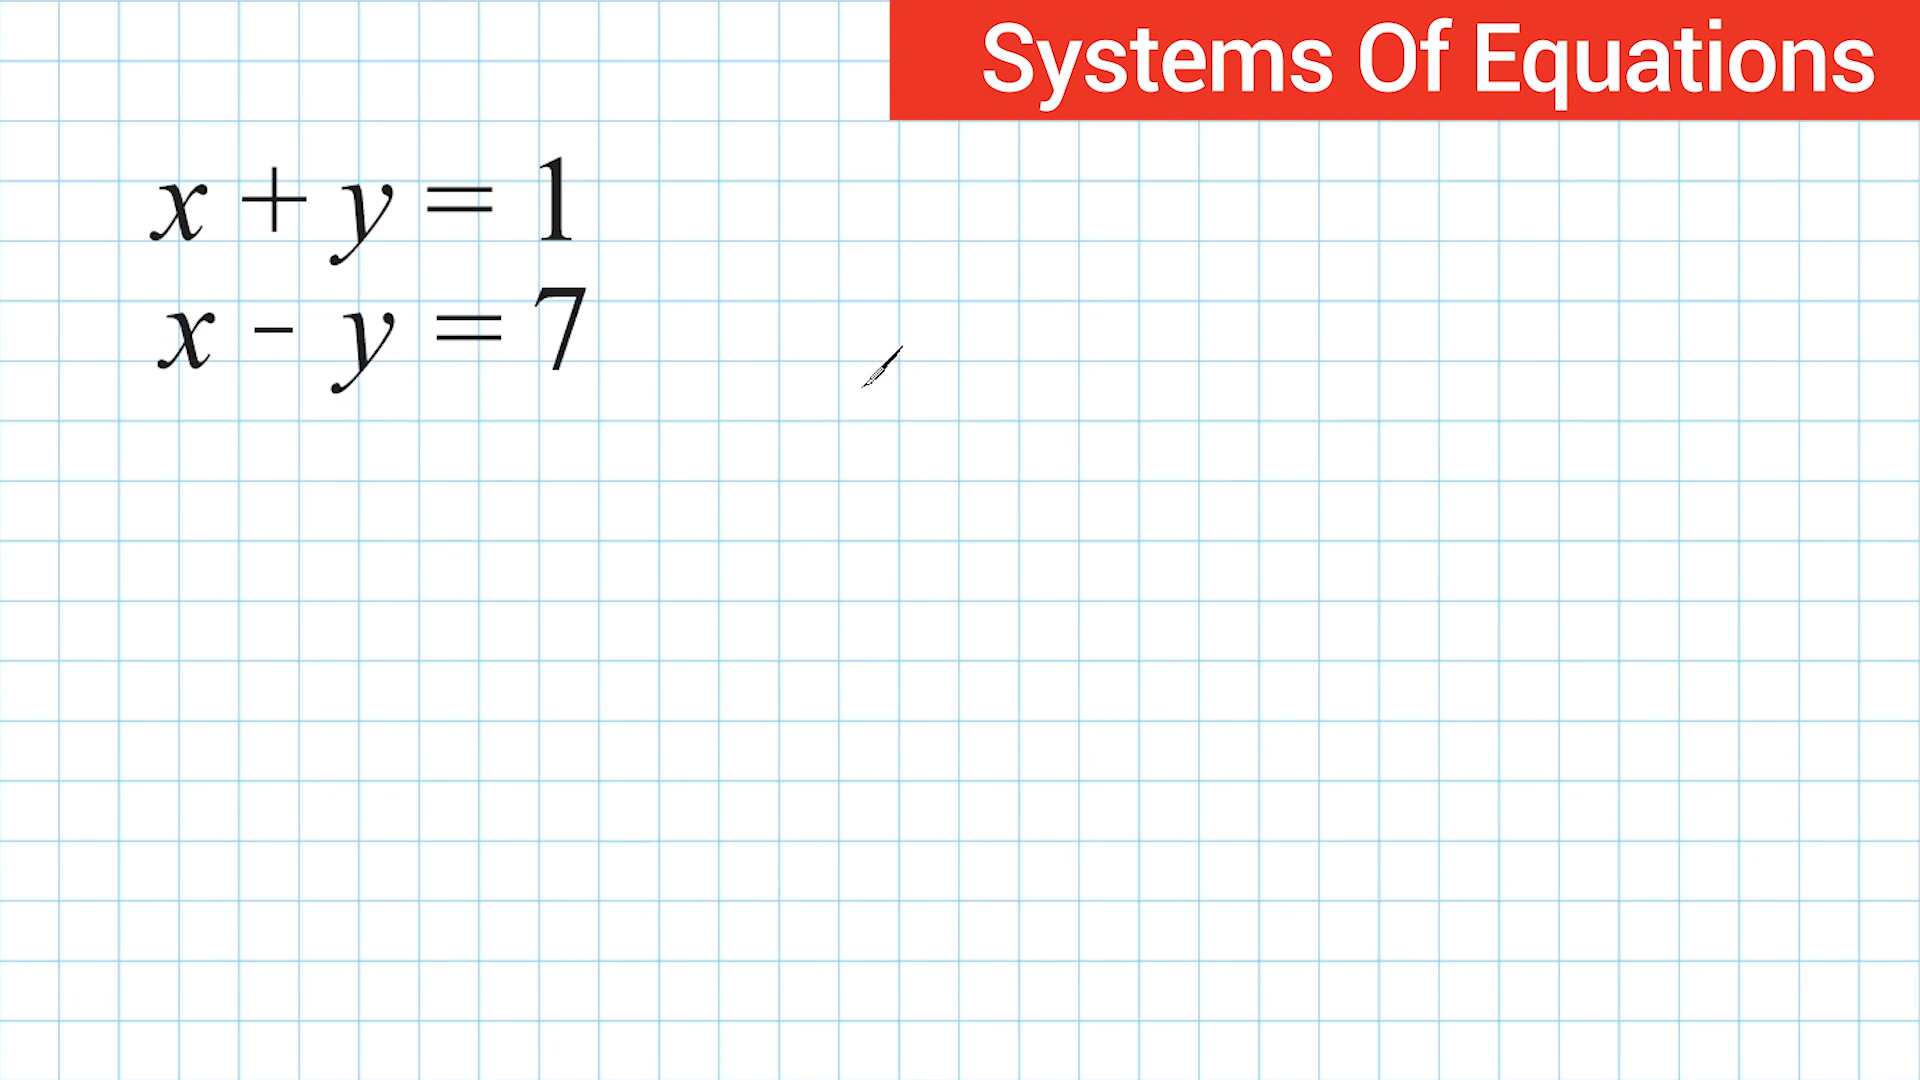 Systems Of Equations
x + y = 1
x - y = 7